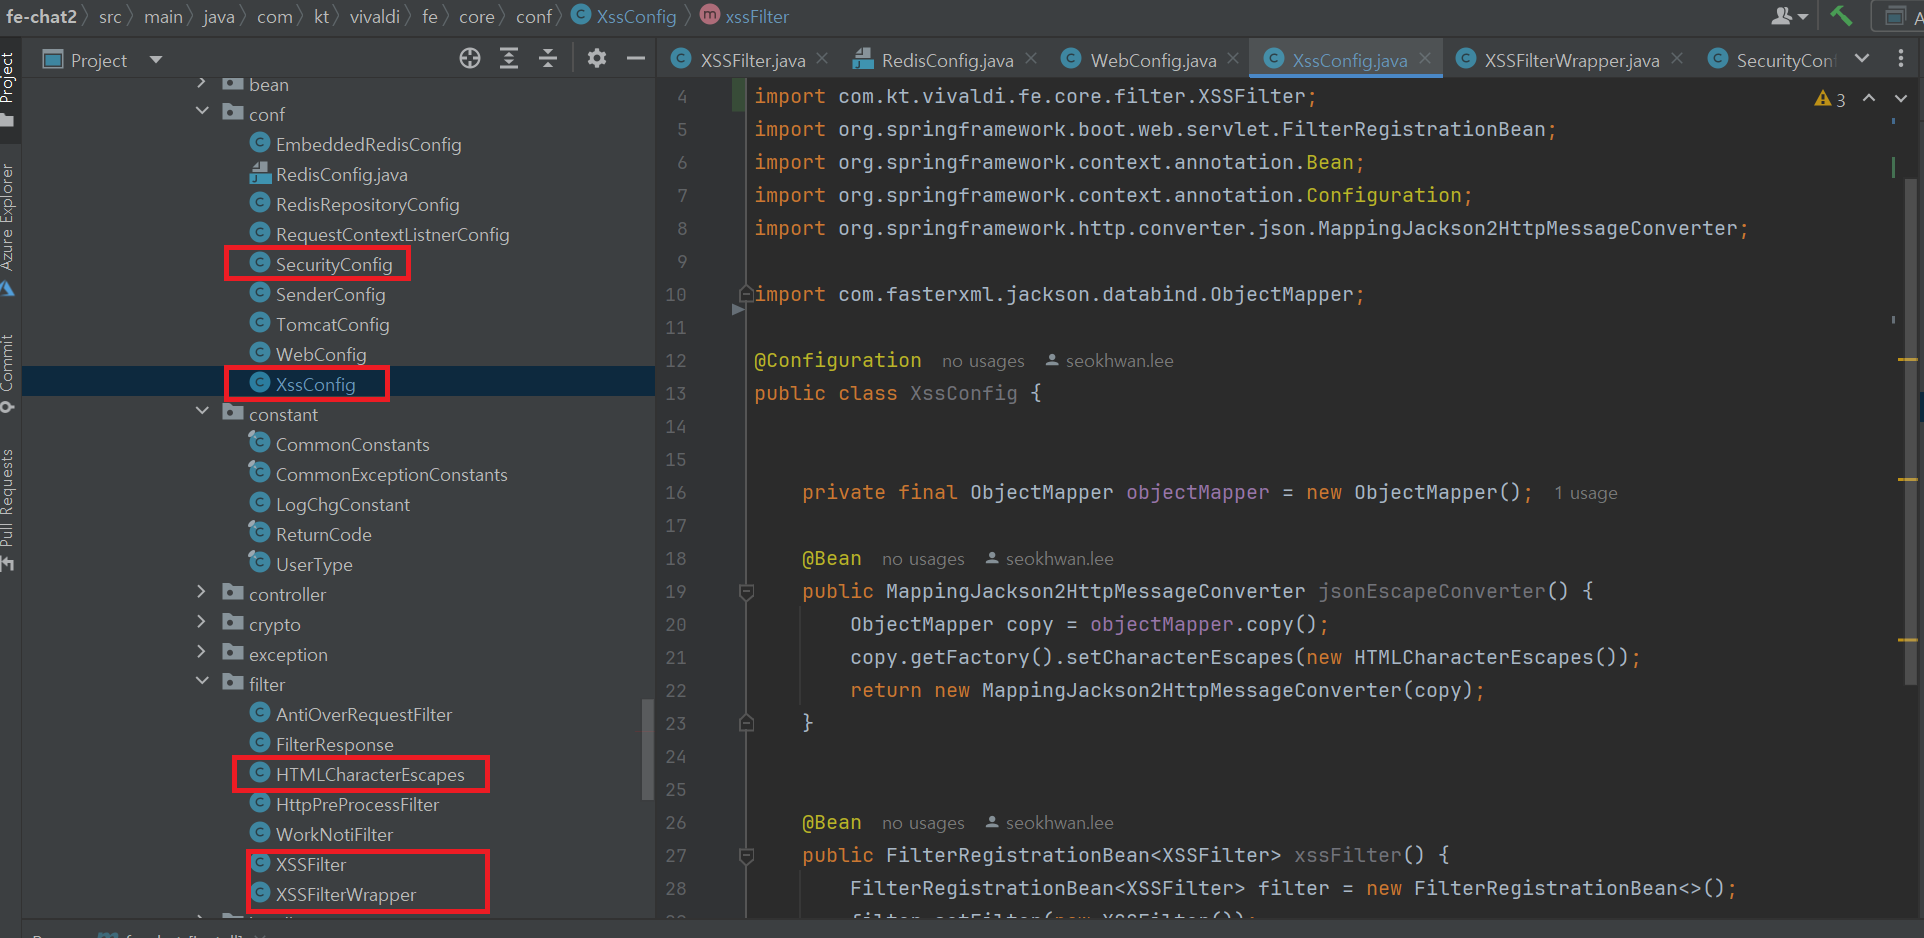 fe-chat2 〉 src 〉 main 〉 java 〉 com 〉 kt 〉 vivaldi 〉 fe 〉 core 〉 conf 〉 XssConfig 〉 xssFilter
Project
XSSFilter.java
RedisConfig.java
WebConfig.java
XssConfig.java
XSSFilterWrapper.java
SecurityCon
Project
Azure Explorer
Commit
Pull Requests
bean
conf
EmbeddedRedisConfig
RedisConfig.java
RedisRepositoryConfig
RequestContextListnerConfig
SecurityConfig
SenderConfig
TomcatConfig
WebConfig
XssConfig
constant
CommonConstants
CommonExceptionConstants
LogChgConstant
ReturnCode
UserType
controller
crypto
exception
filter
AntiOverRequestFilter
FilterResponse
HTMLCharacterEscapes
HttpPreProcessFilter
WorkNotiFilter
XSSFilter
XSSFilterWrapper
3
4 import com.kt.vivaldi.fe.core.filter.XSSFilter;
5 import org.springframework.boot.web.servlet.FilterRegistrationBean;
6 import org.springframework.context.annotation.Bean;
7 import org.springframework.context.annotation.Configuration;
8 import org.springframework.http.converter.json.MappingJackson2HttpMessageConverter;
9
10 import com.fasterxml.jackson.databind.ObjectMapper;
11
12 @Configuration no usages seokhwan.lee
13 public class XssConfig {
14
15
16 private final ObjectMapper objectMapper = new ObjectMapper(); 1 usage
17
18 @Bean no usages seokhwan.lee
19 public MappingJackson2HttpMessageConverter jsonEscapeConverter() {
20 ObjectMapper copy = objectMapper.copy();
21 copy.getFactory().setCharacterEscapes(new HTMLCharacterEscapes());
22 return new MappingJackson2HttpMessageConverter(copy);
23 }
24
25
26 @Bean no usages seokhwan.lee
27 public FilterRegistrationBean<XSSFilter> xssFilter() {
28 FilterRegistrationBean<XSSFilter> filter = new FilterRegistrationBean<>();
filter.setFilter(new XSSFilter());